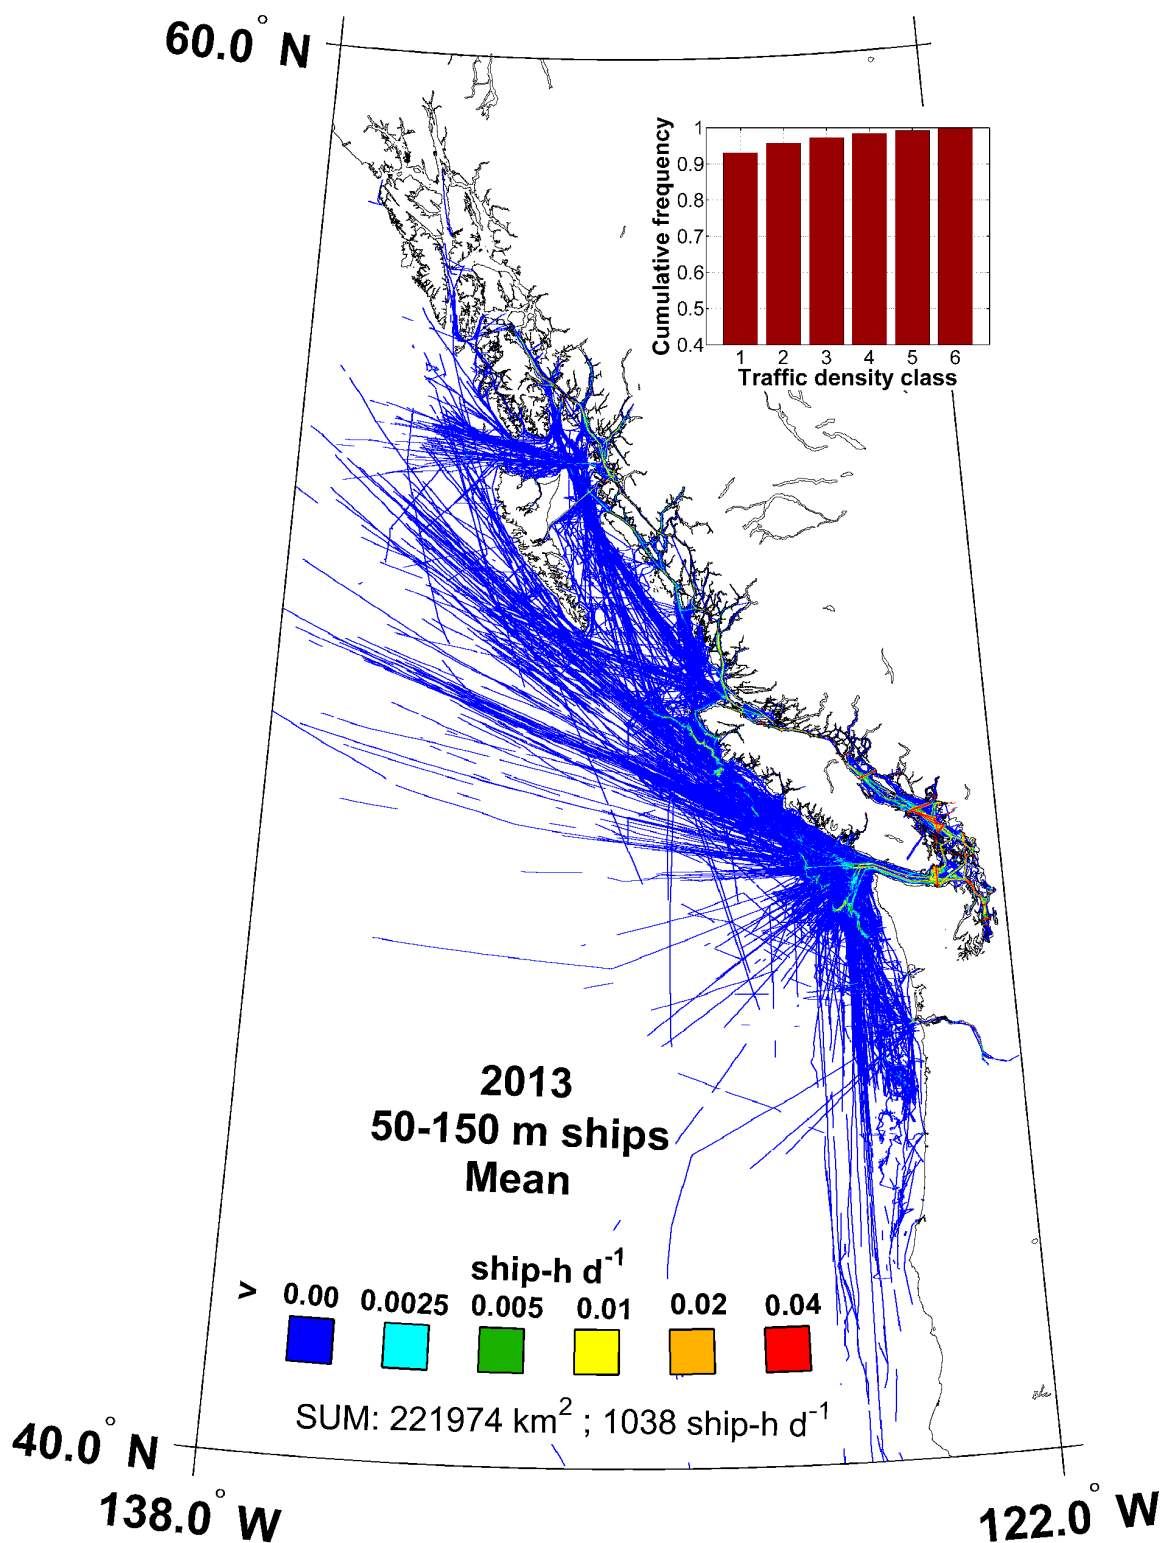 60.0° N
Cumulative frequency
1
0.9
0.8
0.7
0.6
0.5
0.4
1 2 3 4 5 6
Traffic density class
2013
50-150 m ships
Mean
ship-h d⁻¹
> 0.00 0.0025 0.005 0.01 0.02 0.04
SUM: 221974 km² ; 1038 ship-h d⁻¹
40.0° N
138.0° W
122.0° W